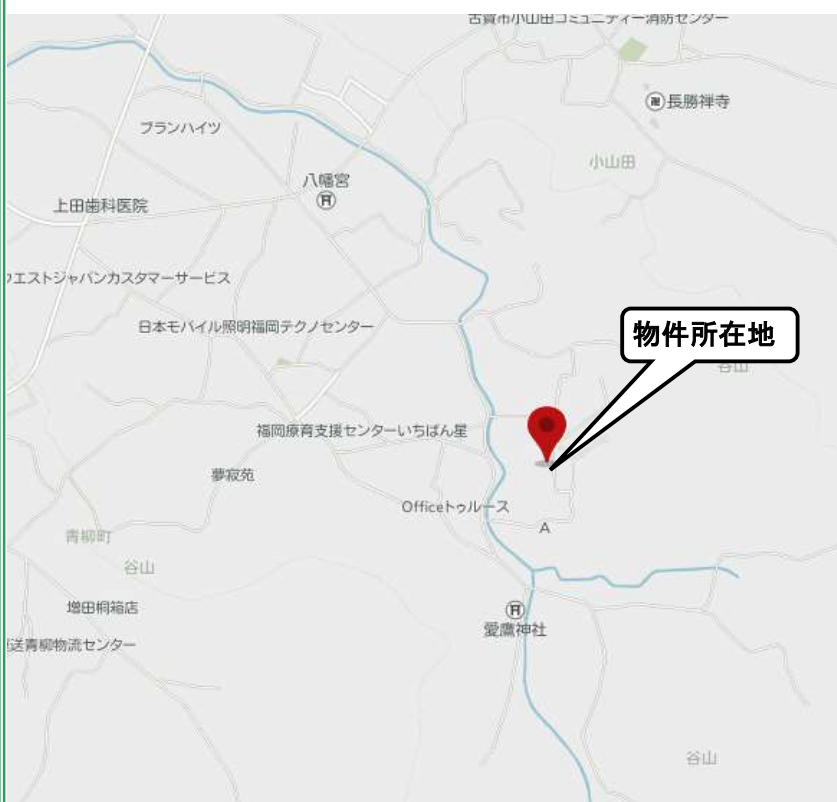 古賀市小山田コミュニティー消防センター
長勝禅寺
ブランハイツ
小山田
八幡宮
上田歯科医院
ウエストジャパンカスタマーサービス
日本モバイル照明福岡テクノセンター
物件所在地
谷山
福岡療育支援センターいちばん星
夢寂苑
Officeトゥルース
A
青柳町
谷山
増田桐箱店
愛鷹神社
送青柳物流センター
谷山